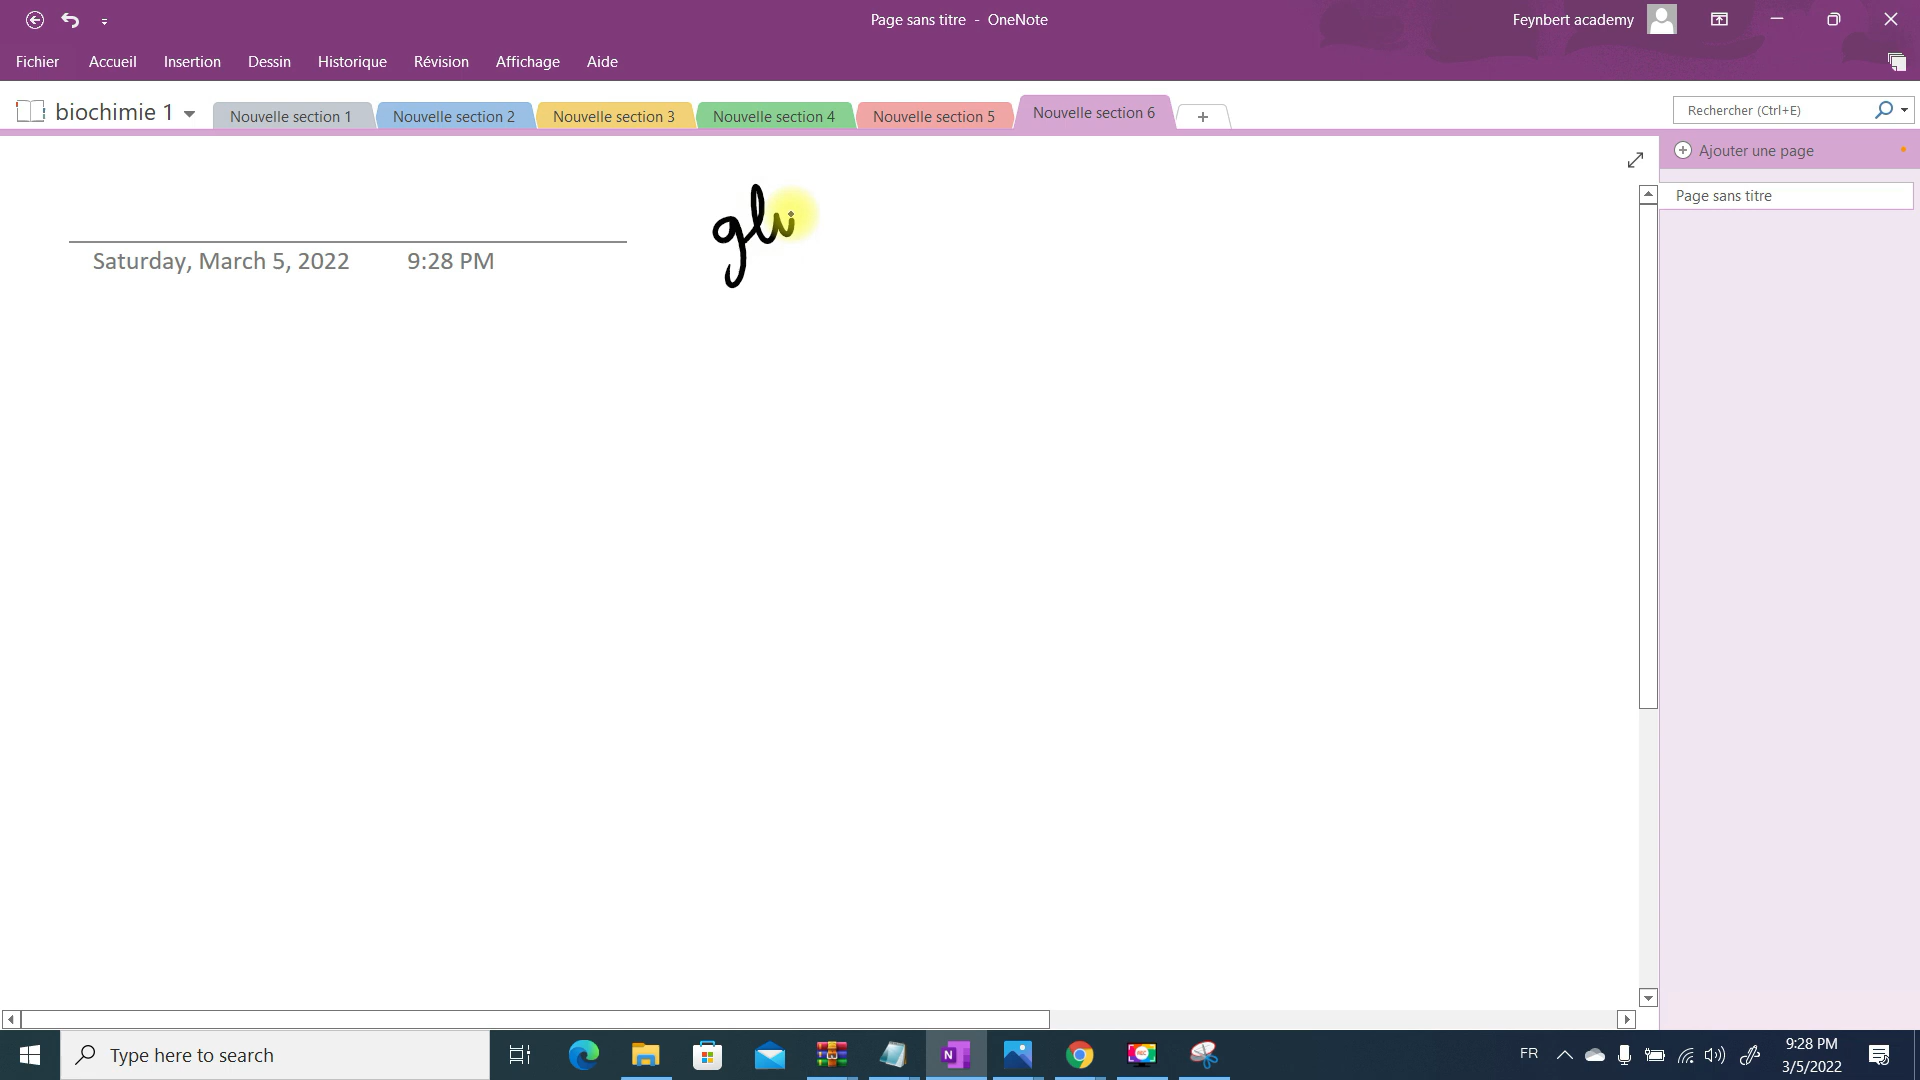 Page sans titre - OneNote
Feynbert academy
Fichier Accueil Insertion Dessin Historique Révision Affichage Aide
biochimie 1
Nouvelle section 1
Nouvelle section 2
Nouvelle section 3
Nouvelle section 4
Nouvelle section 5
Nouvelle section 6
+
Rechercher (Ctrl+E)
Ajouter une page
Page sans titre
glu
Saturday, March 5, 2022 9:28 PM
Type here to search
FR
9:28 PM
3/5/2022